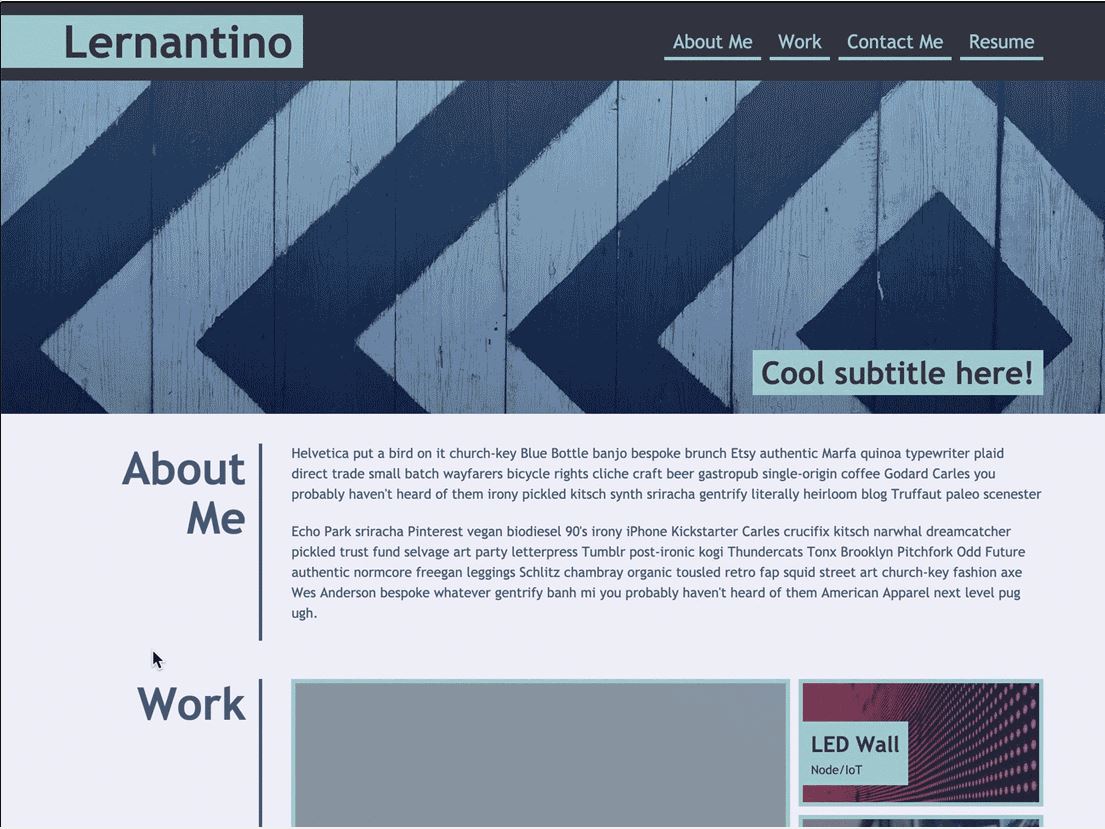 Lernantino
About Me Work Contact Me Resume
Cool subtitle here!
About
Me
Helvetica put a bird on it church-key Blue Bottle banjo bespoke brunch Etsy authentic Marfa quinoa typewriter plaid
direct trade small batch wayfarers bicycle rights cliche craft beer gastropub single-origin coffee Godard Carles you
probably haven't heard of them irony pickled kitsch synth sriracha gentrify literally heirloom blog Truffaut paleo scenester
Echo Park sriracha Pinterest vegan biodiesel 90's irony iPhone Kickstarter Carles crucifix kitsch narwhal dreamcatcher
pickled trust fund selvage art party letterpress Tumblr post-ironic kogi Thundercats Tonx Brooklyn Pitchfork Odd Future
authentic normcore freegan leggings Schlitz chambray organic tousled retro fap squid street art church-key fashion axe
Wes Anderson bespoke whatever gentrify banh mi you probably haven't heard of them American Apparel next level pug
ugh.
Work
LED Wall
Node/IoT